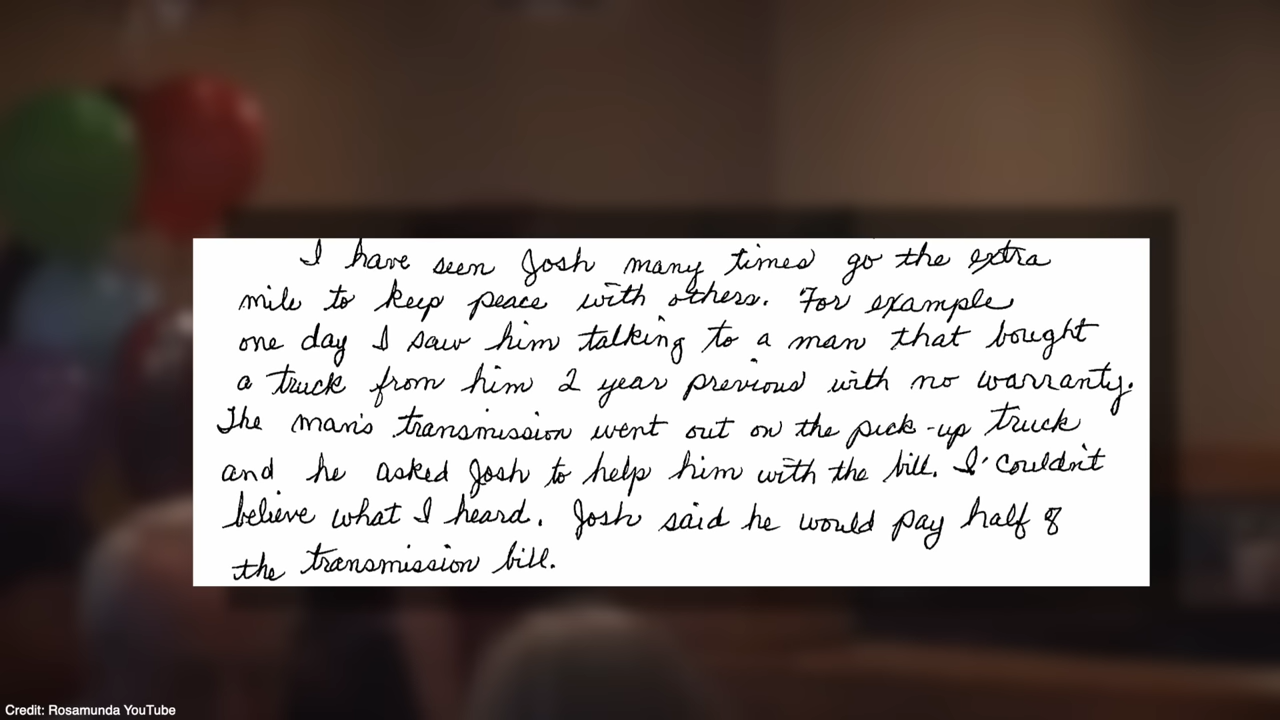 I have seen Josh many times go the extra
mile to keep peace with others. For example
one day I saw him talking to a man that bought
a truck from him 2 year previous with no warranty.
The man's transmission went out on the pick-up truck
and he asked Josh to help him with the bill. I couldn't
believe what I heard. Josh said he would pay half of
the transmission bill.
Credit: Rosamunda YouTube